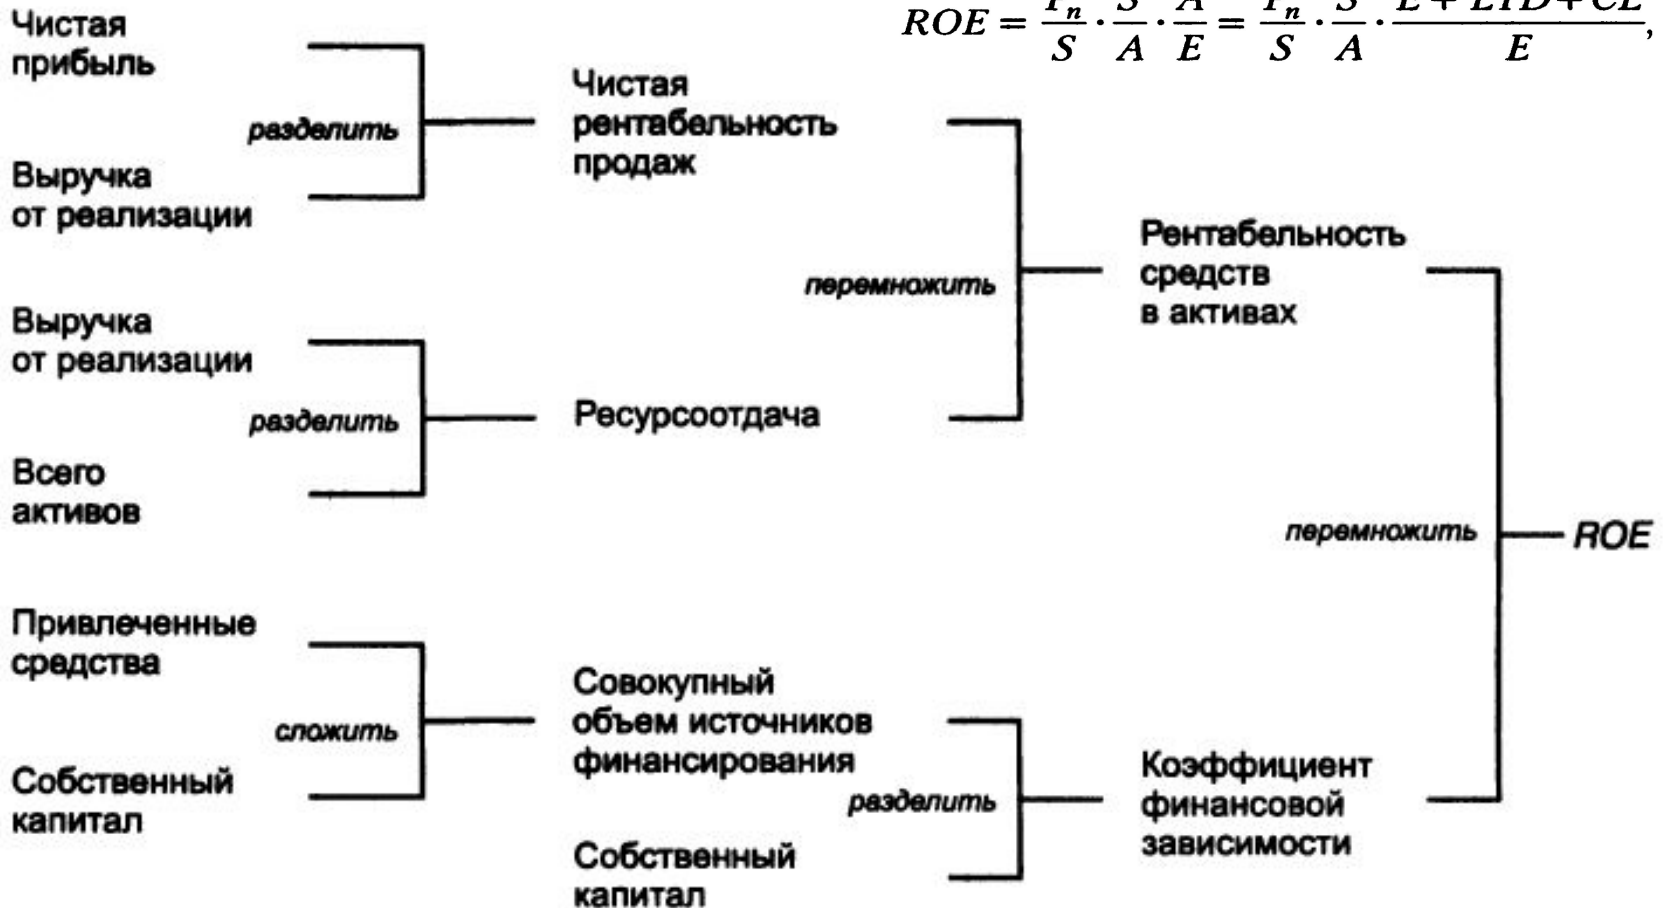 Чистая
прибыль
ROE = P_n/S · S/A · A/E = P_n/S · S/A · (E + LTD + CL)/E,
разделить
Выручка
от реализации
Чистая
рентабельность
продаж
перемножить
Рентабельность
средств
в активах
Выручка
от реализации
разделить
Всего
активов
Ресурсоотдача
перемножить
ROE
Привлеченные
средства
сложить
Собственный
капитал
Совокупный
объем источников
финансирования
разделить
Собственный
капитал
Коэффициент
финансовой
зависимости